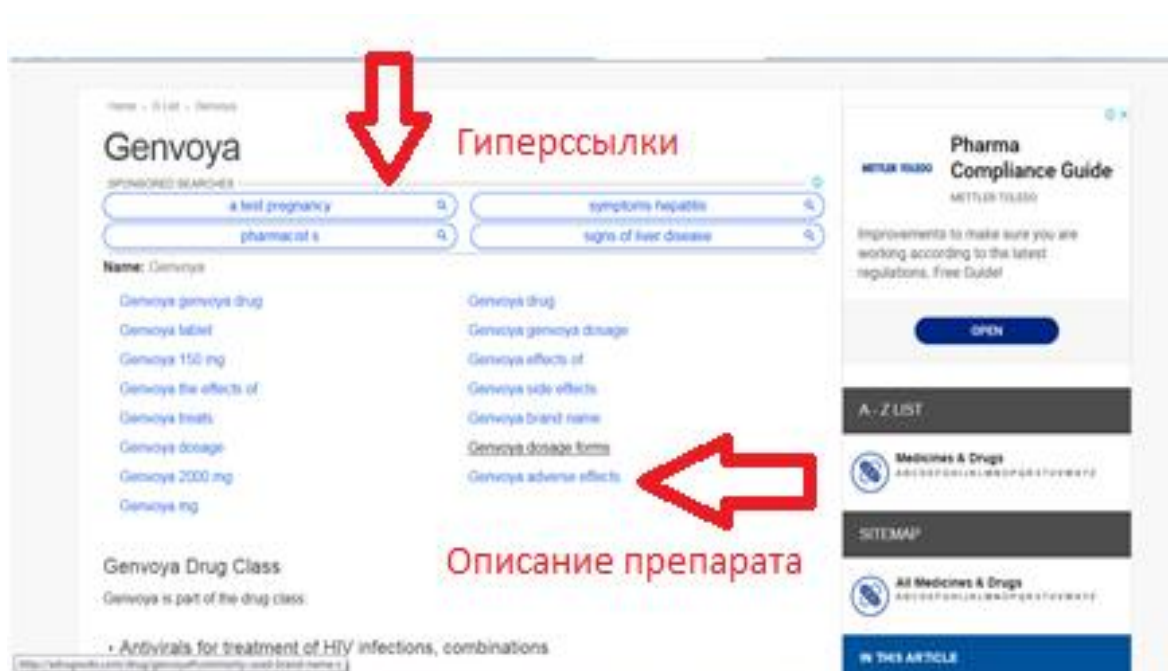 Home - G List - Genvoya
Genvoya
Гиперссылки
SPONSORED SEARCHES
a test pregnancy
symptoms hepatitis
pharmacist s
signs of liver disease
Name: Genvoya
Genvoya genvoya drug
Genvoya drug
Genvoya tablet
Genvoya genvoya dosage
Genvoya 150 mg
Genvoya effects of
Genvoya the effects of
Genvoya side effects
Genvoya treats
Genvoya brand name
Genvoya dosage
Genvoya dosage forms
Genvoya 2000 mg
Genvoya adverse effects
Genvoya mg
Описание препарата
Genvoya Drug Class
Genvoya is part of the drug class:
• Antivirals for treatment of HIV infections, combinations
Pharma
Compliance Guide
METTLER TOLEDO
METTLER TOLEDO
Improvements to make sure you are
working according to the latest
regulations. Free Guide!
OPEN
A - Z LIST
Medicines & Drugs
SITEMAP
All Medicines & Drugs
IN THIS ARTICLE